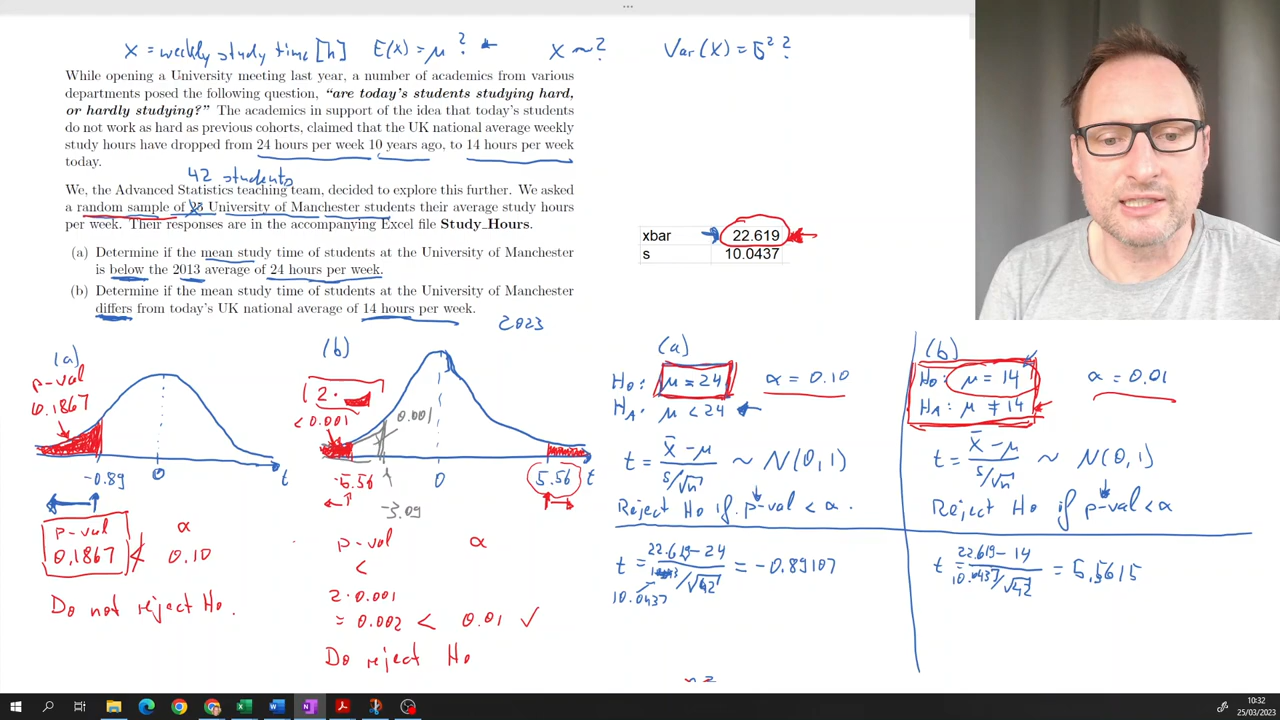 X = weekly study time [h] E(X) = μ ? X ~ ? Var(X) = σ² ?
While opening a University meeting last year, a number of academics from various
departments posed the following question, “are today’s students studying hard,
or hardly studying?” The academics in support of the idea that today’s students
do not work as hard as previous cohorts, claimed that the UK national average weekly
study hours have dropped from 24 hours per week 10 years ago, to 14 hours per week
today.
42 students
We, the Advanced Statistics teaching team, decided to explore this further. We asked
a random sample of University of Manchester students their average study hours
per week. Their responses are in the accompanying Excel file Study_Hours.
(a) Determine if the mean study time of students at the University of Manchester
is below the 2013 average of 24 hours per week.
(b) Determine if the mean study time of students at the University of Manchester
differs from today’s UK national average of 14 hours per week.
2023
xbar 22.619
s 10.0437
(a)
p-val
0.1867
-0.89
0
t
p-val α
0,1867 ≮ 0.10
Do not reject Ho.
(b)
2 ·
< 0.001
0.001
-5.56
0
5.56
t
-3.09
p-val α
<
2 · 0.001
= 0.002 < 0.01 ✓
Do reject Ho
(a)
Ho: μ = 24 α = 0.10
HA: μ < 24
t = X̄ - μ / s/√n ~ N(0,1)
Reject Ho if p-val < α.
t = 22.619 - 24 / /√42 = -0.89107
10.0437
(b)
Ho: μ = 14 α = 0.01
HA: μ ≠ 14
t = X̄ - μ / s/√n ~ N(0,1)
Reject Ho if p-val < α
t = 22.619 - 14 / 10.0437/√42 = 5,5615
10:32
25/03/2023